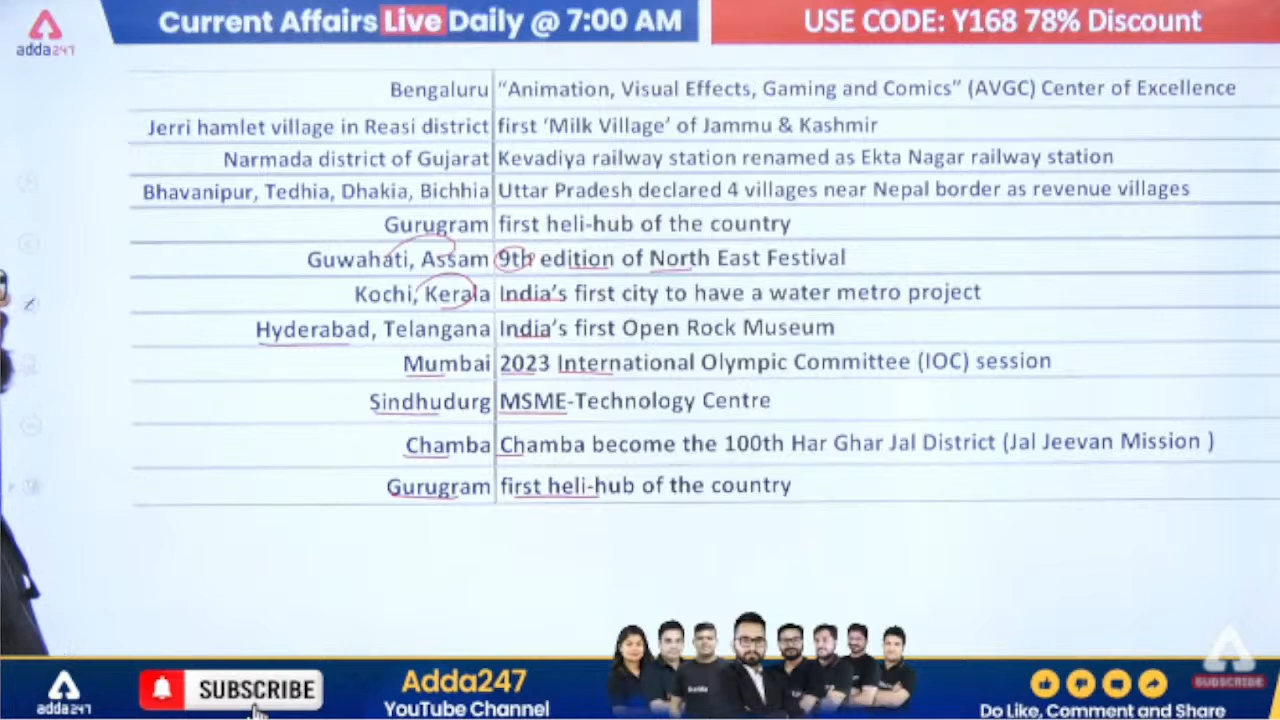 Current Affairs Live Daily @ 7:00 AM
USE CODE: Y168 78% Discount
adda247
Bengaluru "Animation, Visual Effects, Gaming and Comics" (AVGC) Center of Excellence
Jerri hamlet village in Reasi district first 'Milk Village' of Jammu & Kashmir
Narmada district of Gujarat Kevadiya railway station renamed as Ekta Nagar railway station
Bhavanipur, Tedhia, Dhakia, Bichhia Uttar Pradesh declared 4 villages near Nepal border as revenue villages
Gurugram first heli-hub of the country
Guwahati, Assam 9th edition of North East Festival
Kochi, Kerala India's first city to have a water metro project
Hyderabad, Telangana India's first Open Rock Museum
Mumbai 2023 International Olympic Committee (IOC) session
Sindhudurg MSME-Technology Centre
Chamba Chamba become the 100th Har Ghar Jal District (Jal Jeevan Mission )
Gurugram first heli-hub of the country
adda247
SUBSCRIBE
Adda247
YouTube Channel
SUBSCRIBE
Do Like, Comment and Share